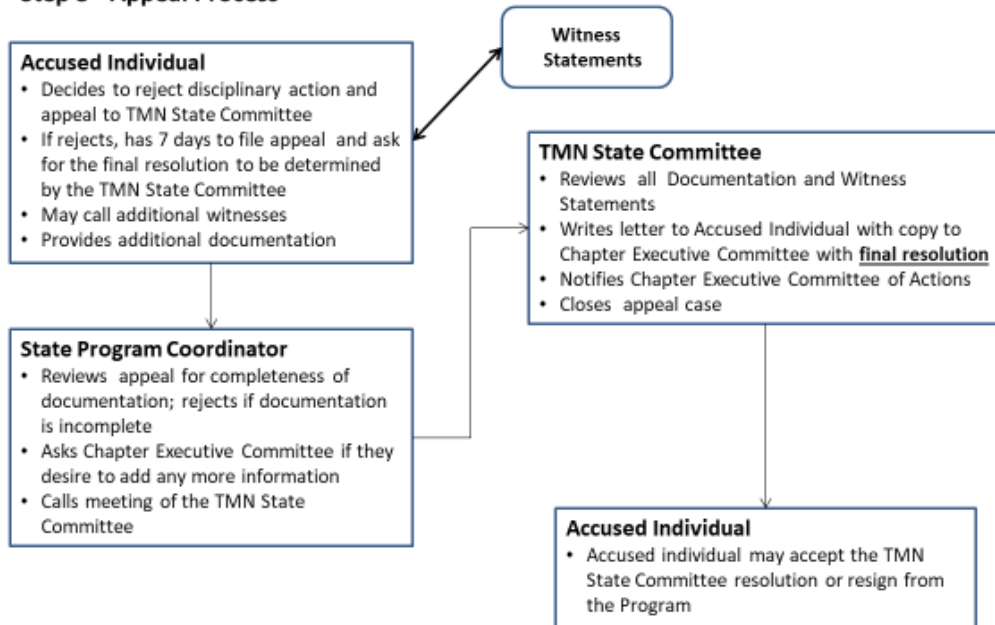 Step 3 - Appeal Process
Witness
Statements
Accused Individual
• Decides to reject disciplinary action and
appeal to TMN State Committee
• If rejects, has 7 days to file appeal and ask
for the final resolution to be determined
by the TMN State Committee
• May call additional witnesses
• Provides additional documentation
TMN State Committee
• Reviews all Documentation and Witness
Statements
• Writes letter to Accused Individual with copy to
Chapter Executive Committee with final resolution
• Notifies Chapter Executive Committee of Actions
• Closes appeal case
State Program Coordinator
• Reviews appeal for completeness of
documentation; rejects if documentation
is incomplete
• Asks Chapter Executive Committee if they
desire to add any more information
• Calls meeting of the TMN State
Committee
Accused Individual
• Accused individual may accept the TMN
State Committee resolution or resign from
the Program